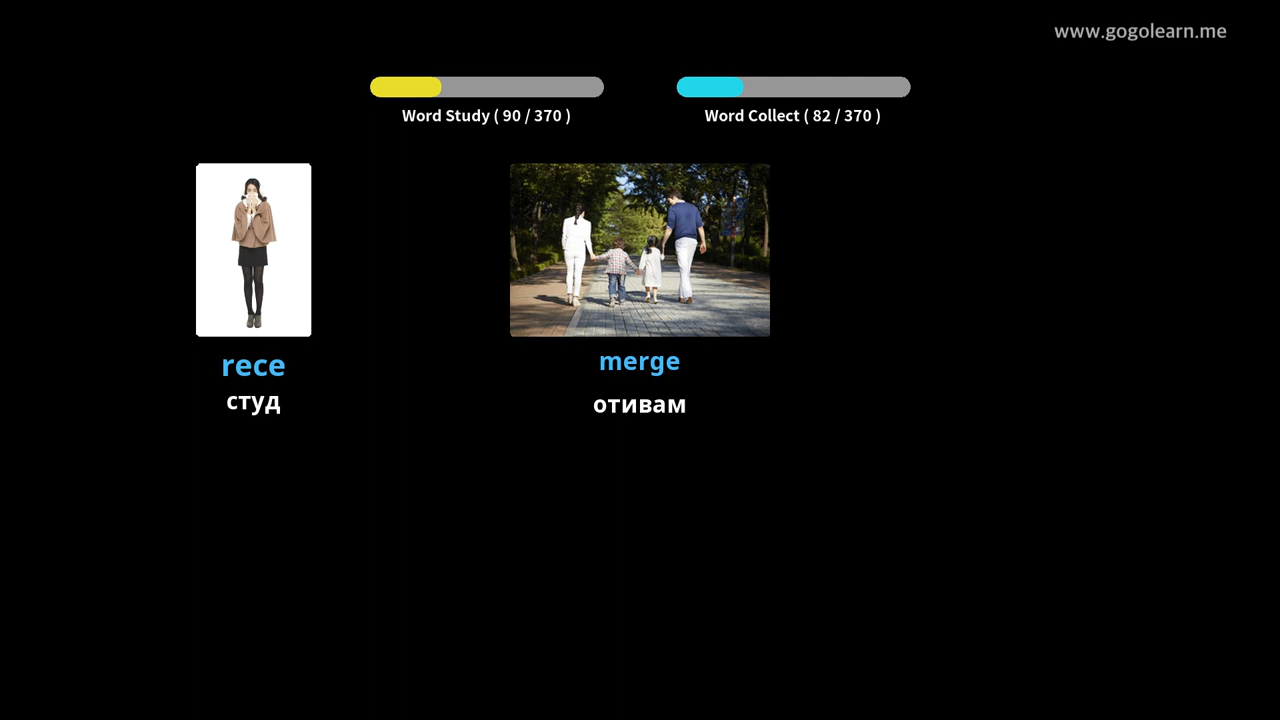 www.gogolearn.me
Word Study ( 90 / 370 )
Word Collect ( 82 / 370 )
rece
студ
merge
отивам